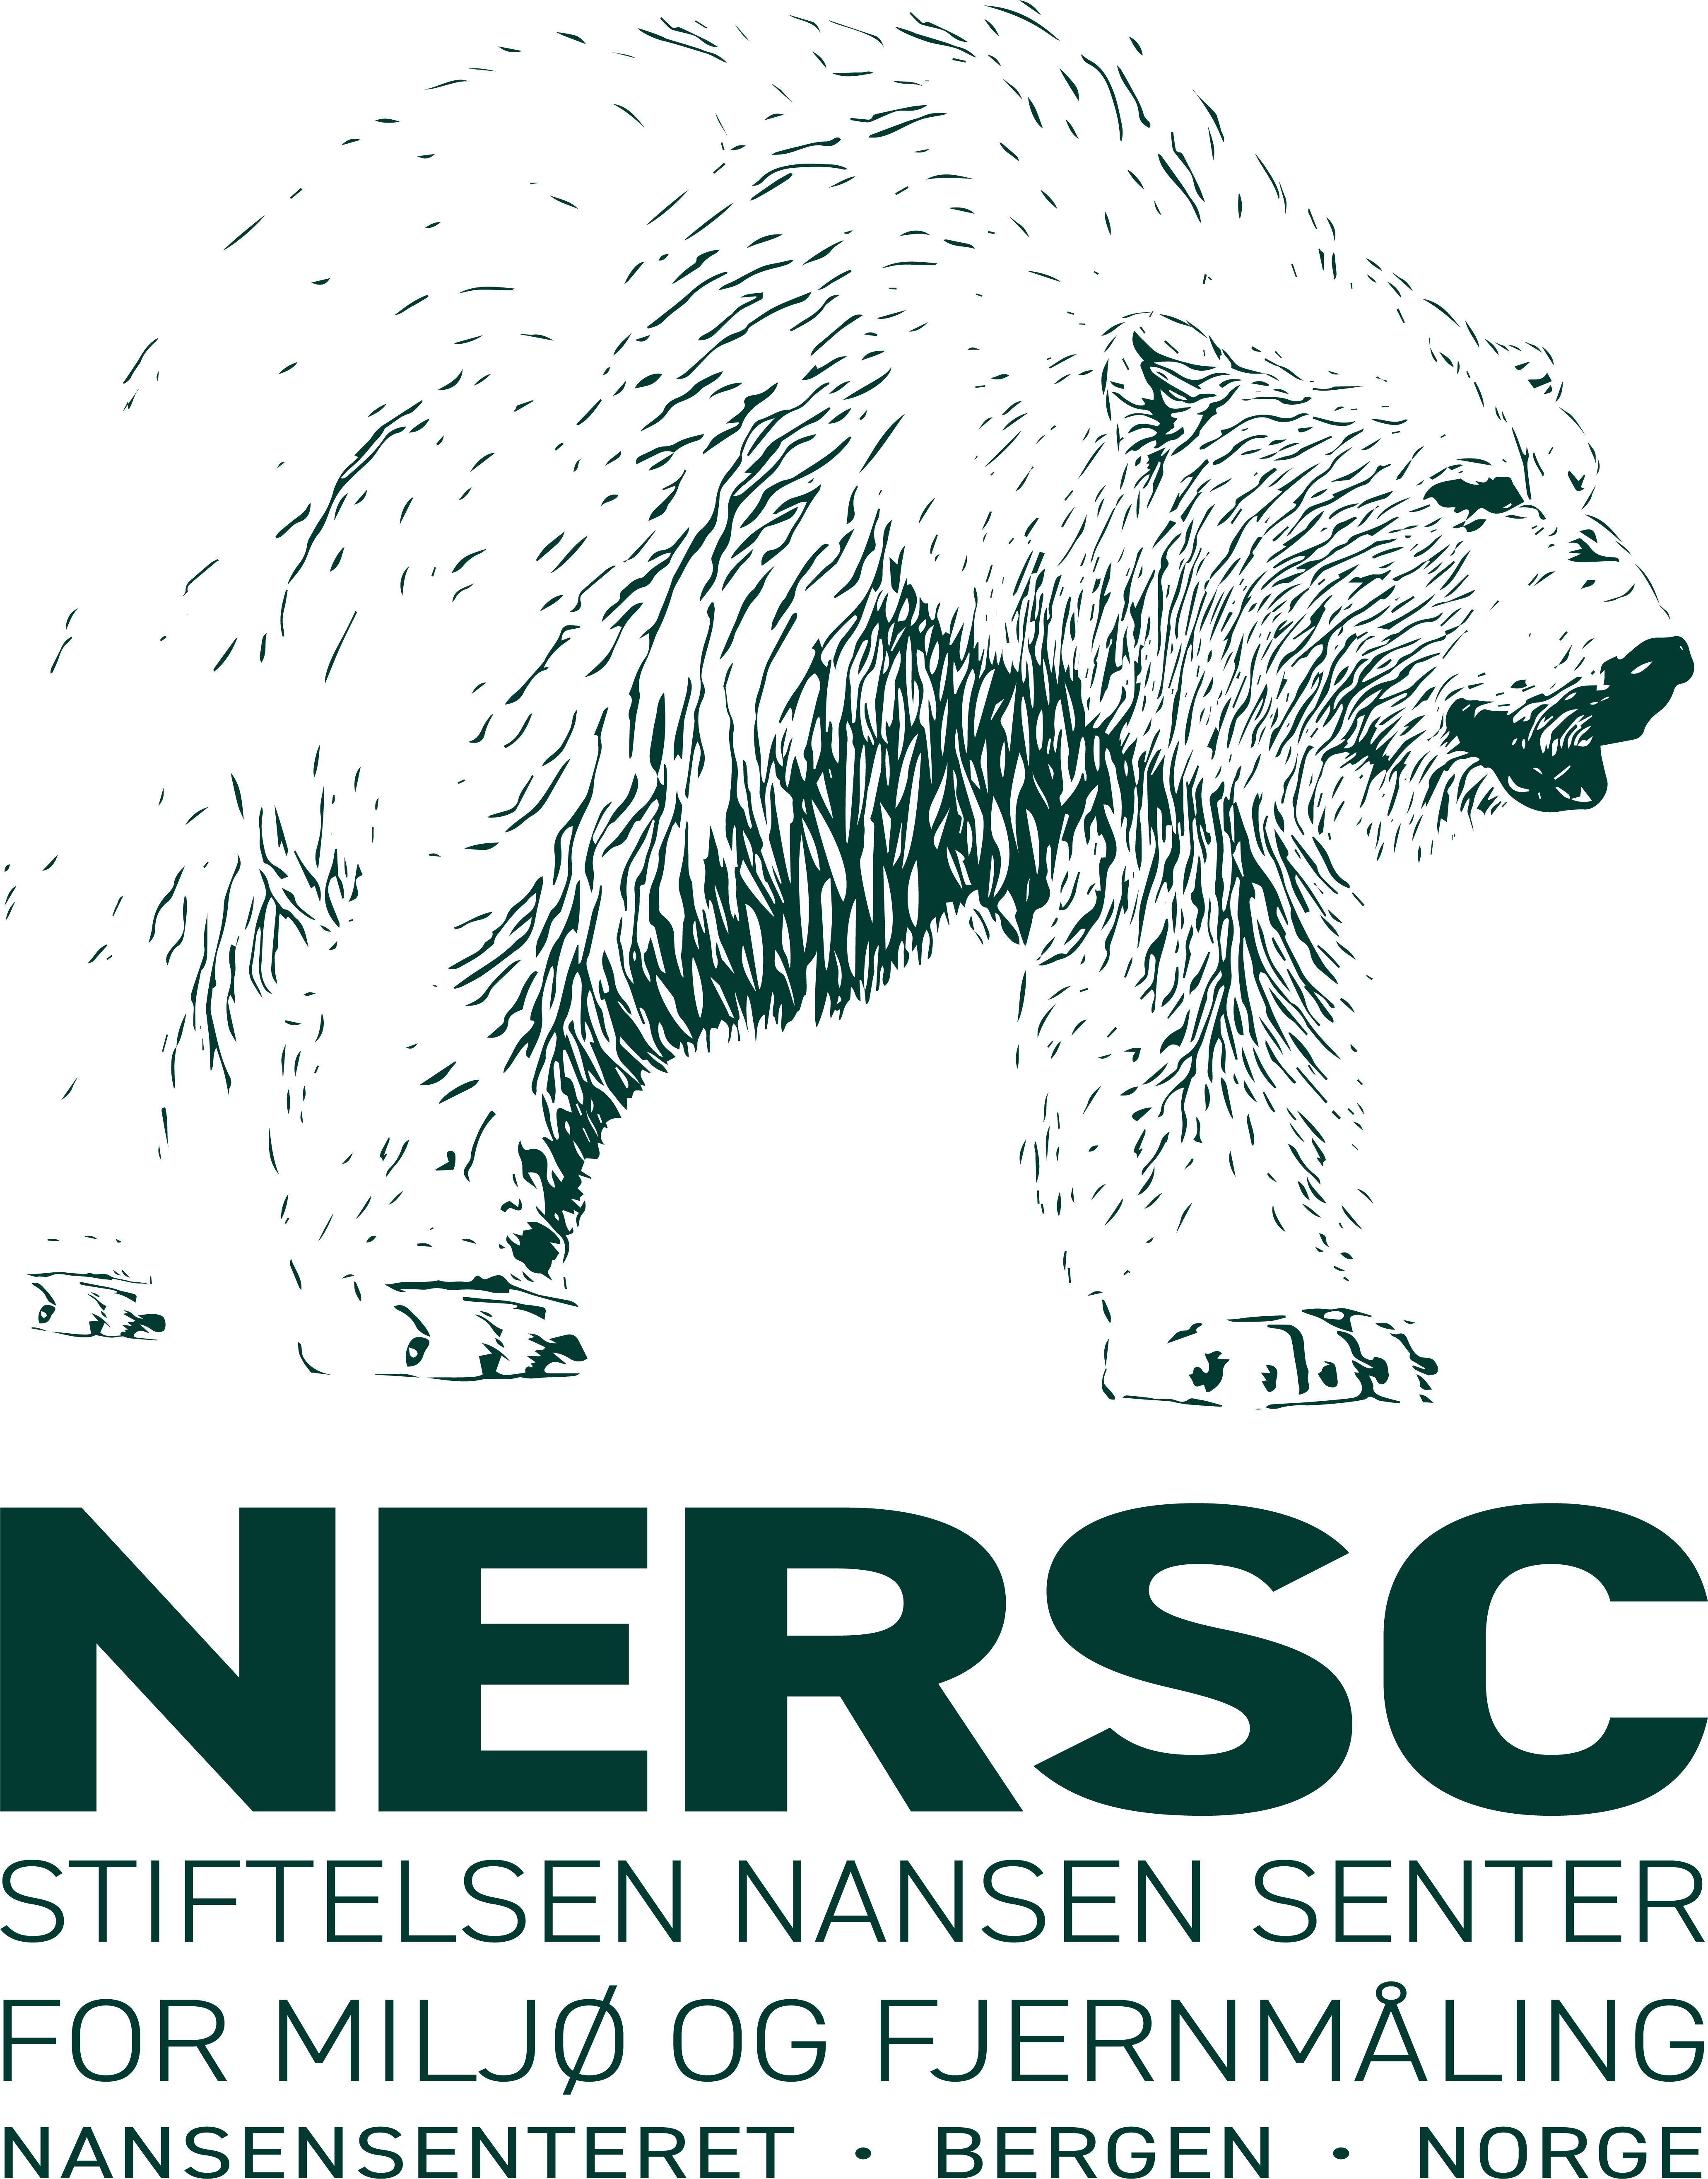 NERSC
STIFTELSEN NANSEN SENTER
FOR MILJØ OG FJERNMÅLING
NANSENSENTERET • BERGEN • NORGE